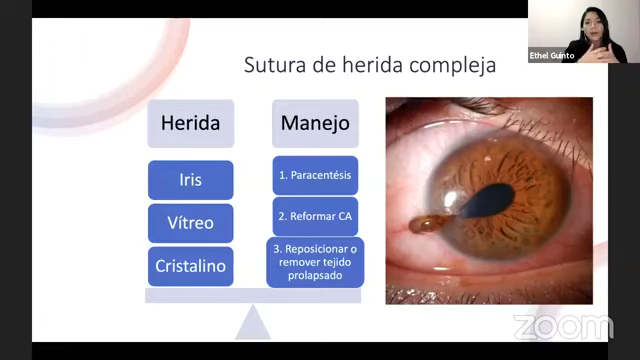 Ethel Guinto
Sutura de herida compleja
Herida
Iris
Vítreo
Cristalino
Manejo
1. Paracentésis
2. Reformar CA
3. Reposicionar o
remover tejido
prolapsado
zoom